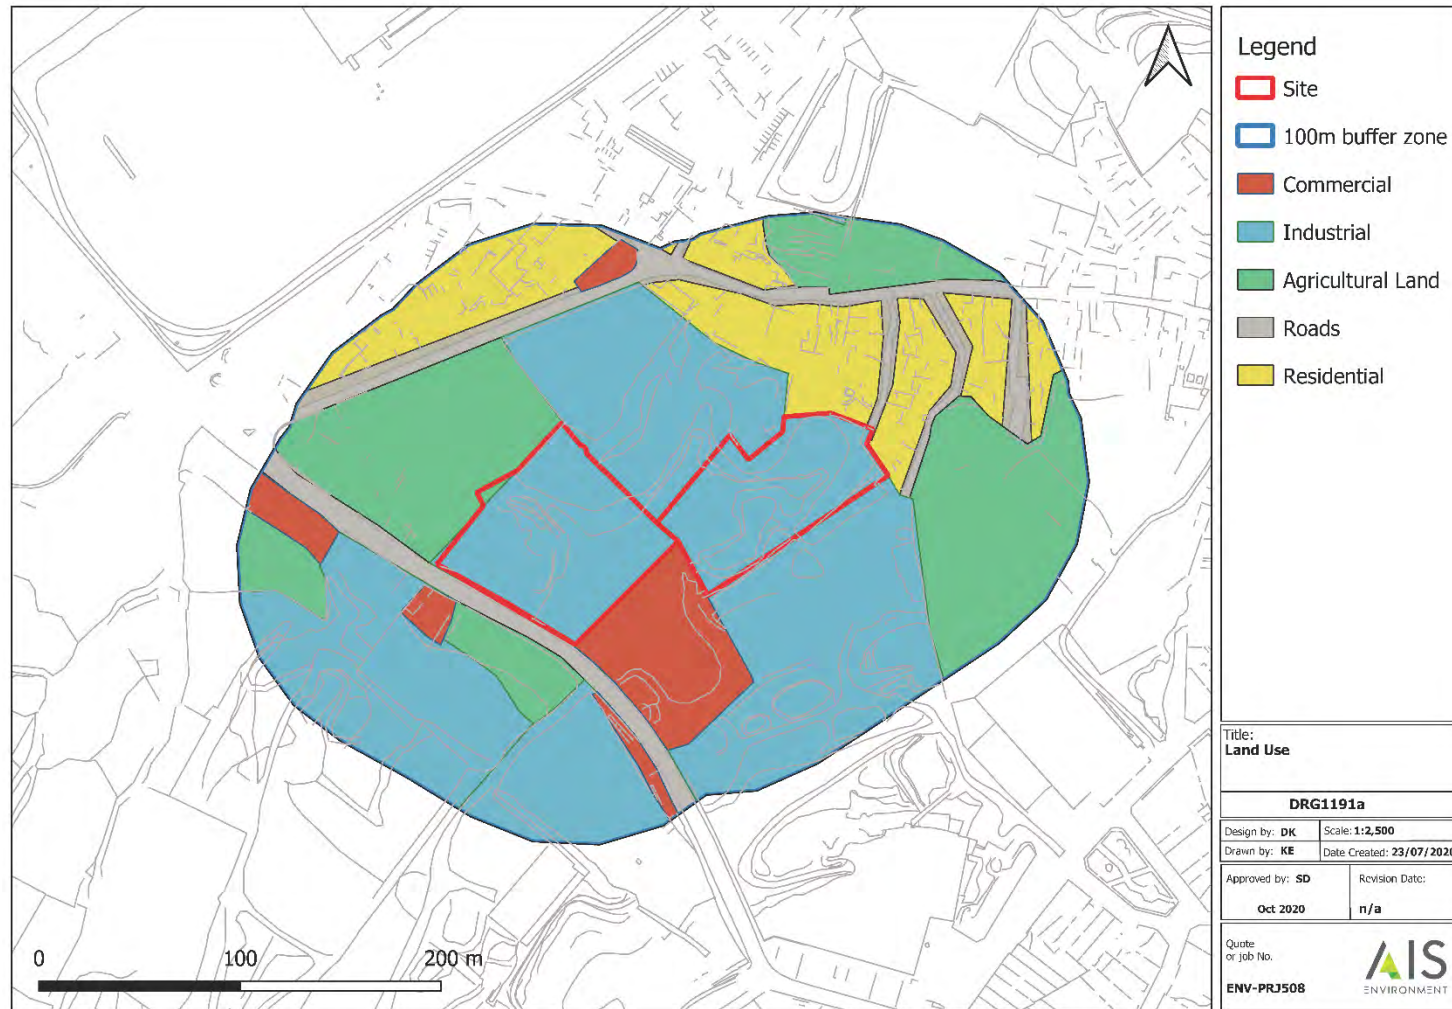 Legend
Site
100m buffer zone
Commercial
Industrial
Agricultural Land
Roads
Residential
Title:
Land Use
DRG1191a
Design by: DK
Scale: 1:2,500
Drawn by: KE
Date Created: 23/07/2020
Approved by: SD
Revision Date:
Oct 2020
n/a
Quote
or job No.
ENV-PRJ508
AIS
ENVIRONMENT
0
100
200 m